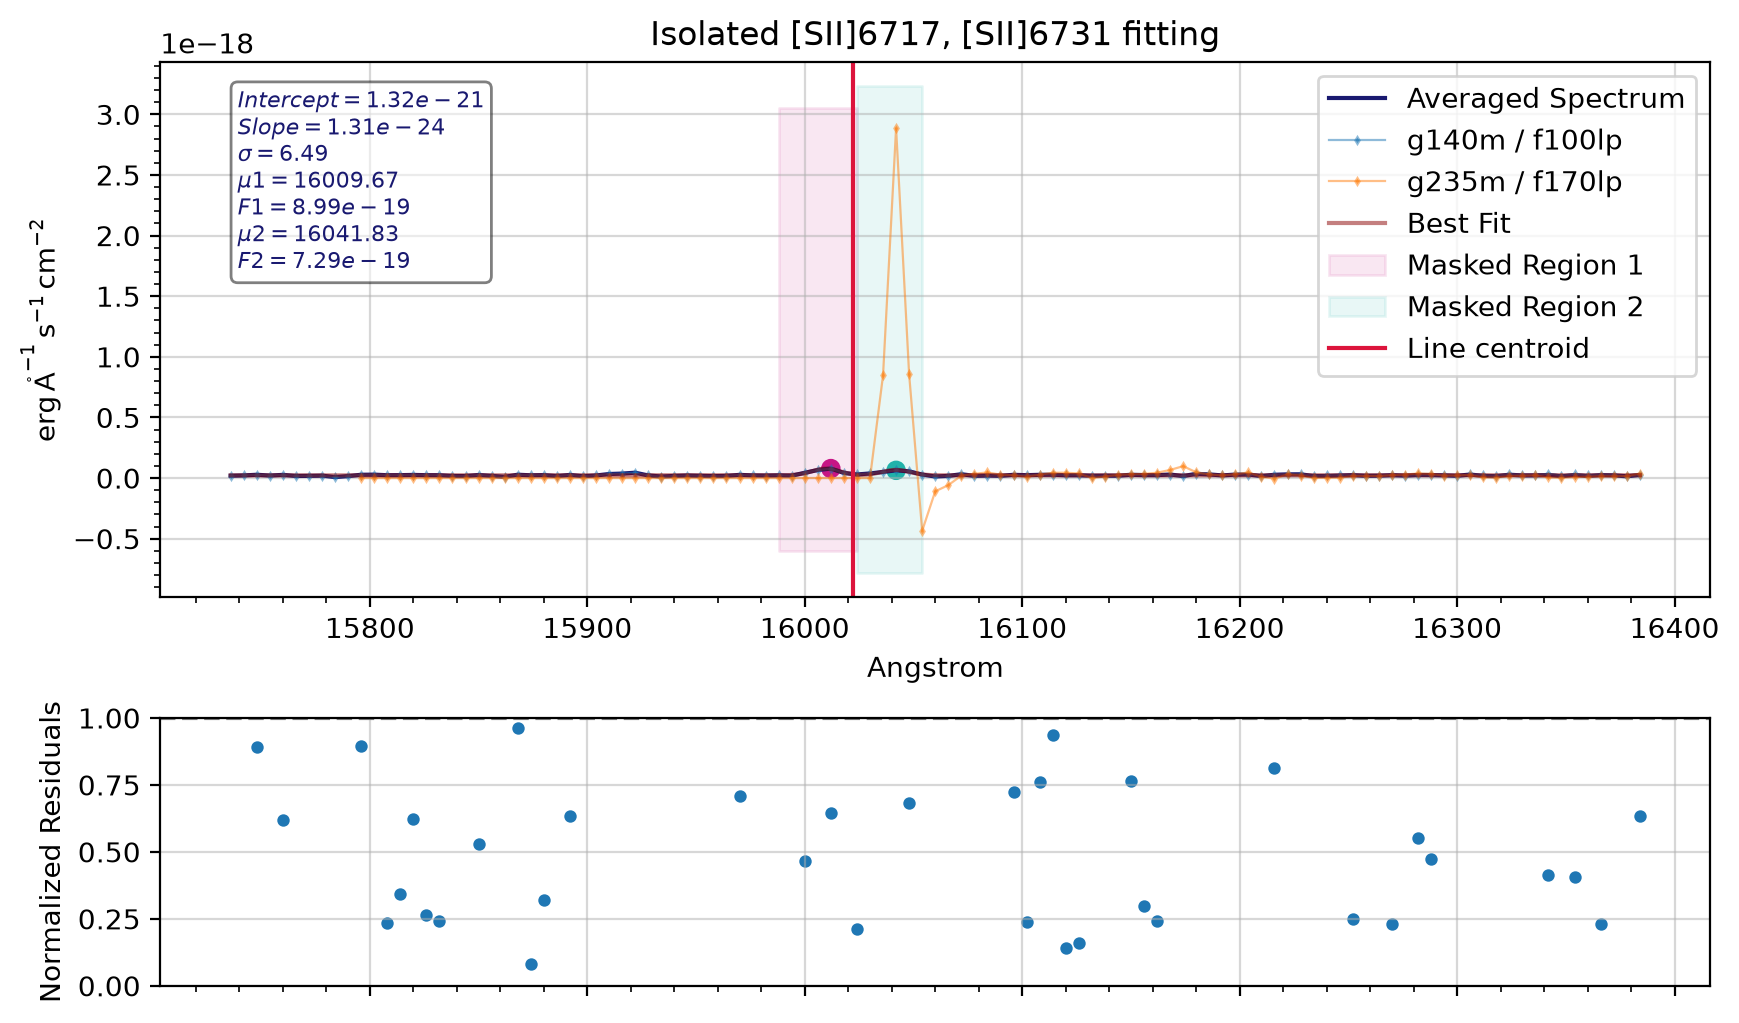 Isolated [SII]6717, [SII]6731 fitting
1e−18
Intercept = 1.32e − 21
Slope = 1.31e − 24
σ = 6.49
μ1 = 16009.67
F1 = 8.99e − 19
μ2 = 16041.83
F2 = 7.29e − 19
Averaged Spectrum
g140m / f100lp
g235m / f170lp
Best Fit
Masked Region 1
Masked Region 2
Line centroid
erg Å⁻¹ s⁻¹ cm⁻²
3.0
2.5
2.0
1.5
1.0
0.5
0.0
−0.5
15800 15900 16000 16100 16200 16300 16400
Angstrom
Normalized Residuals
1.00
0.75
0.50
0.25
0.00